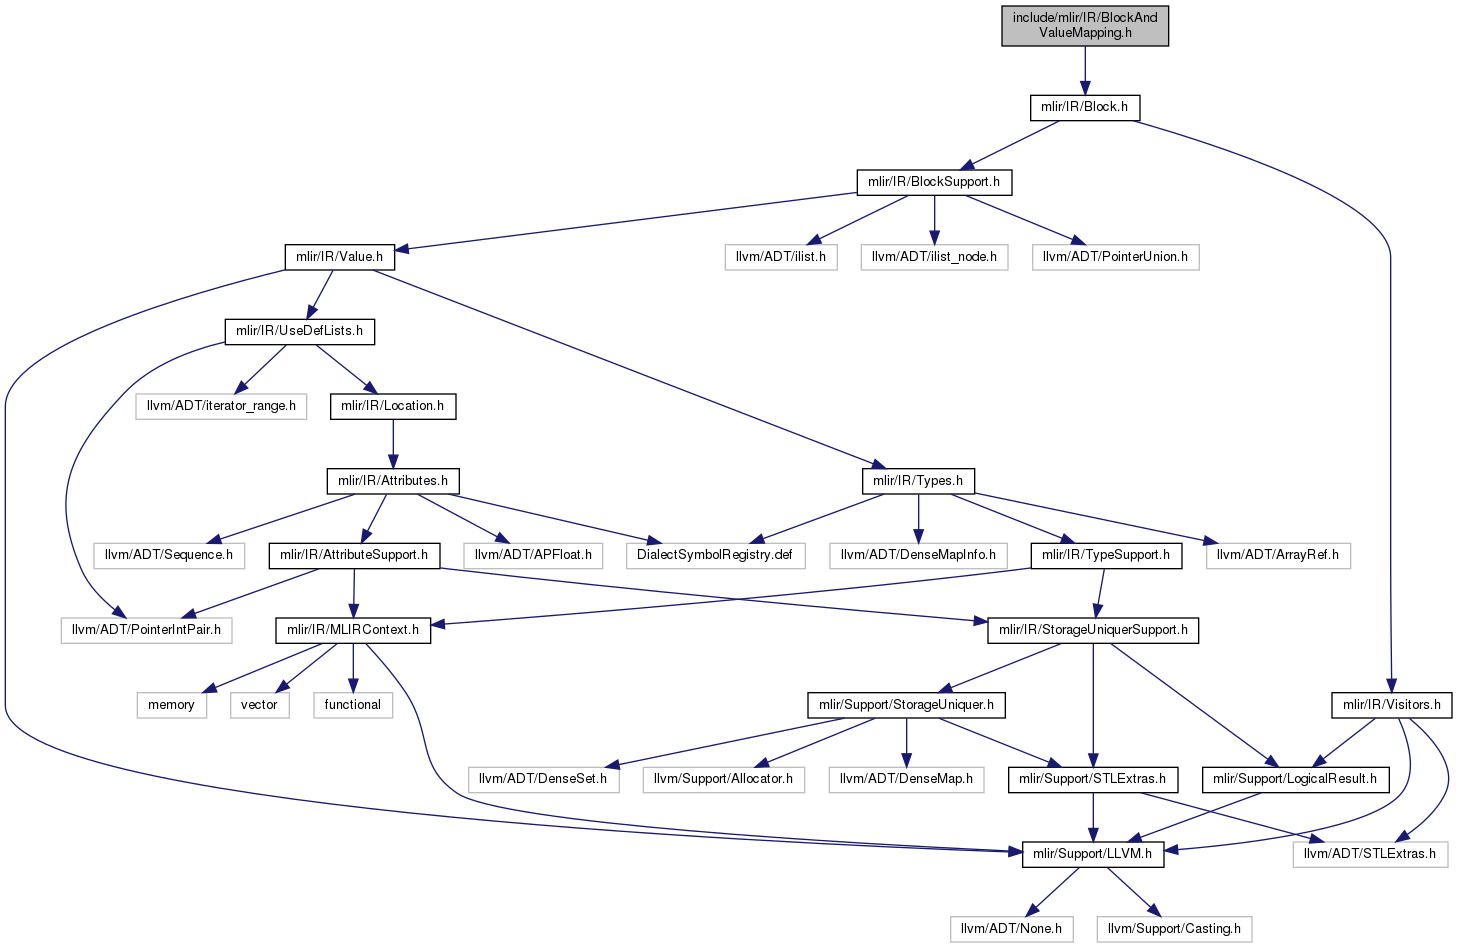 include/mlir/IR/BlockAnd
ValueMapping.h
mlir/IR/Block.h
mlir/IR/BlockSupport.h
mlir/IR/Value.h
llvm/ADT/ilist.h
llvm/ADT/ilist_node.h
llvm/ADT/PointerUnion.h
mlir/IR/UseDefLists.h
llvm/ADT/iterator_range.h
mlir/IR/Location.h
mlir/IR/Attributes.h
mlir/IR/Types.h
llvm/ADT/Sequence.h
mlir/IR/AttributeSupport.h
llvm/ADT/APFloat.h
DialectSymbolRegistry.def
llvm/ADT/DenseMapInfo.h
mlir/IR/TypeSupport.h
llvm/ADT/ArrayRef.h
llvm/ADT/PointerIntPair.h
mlir/IR/MLIRContext.h
mlir/IR/StorageUniquerSupport.h
memory
vector
functional
mlir/Support/StorageUniquer.h
mlir/IR/Visitors.h
llvm/ADT/DenseSet.h
llvm/Support/Allocator.h
llvm/ADT/DenseMap.h
mlir/Support/STLExtras.h
mlir/Support/LogicalResult.h
mlir/Support/LLVM.h
llvm/ADT/STLExtras.h
llvm/ADT/None.h
llvm/Support/Casting.h